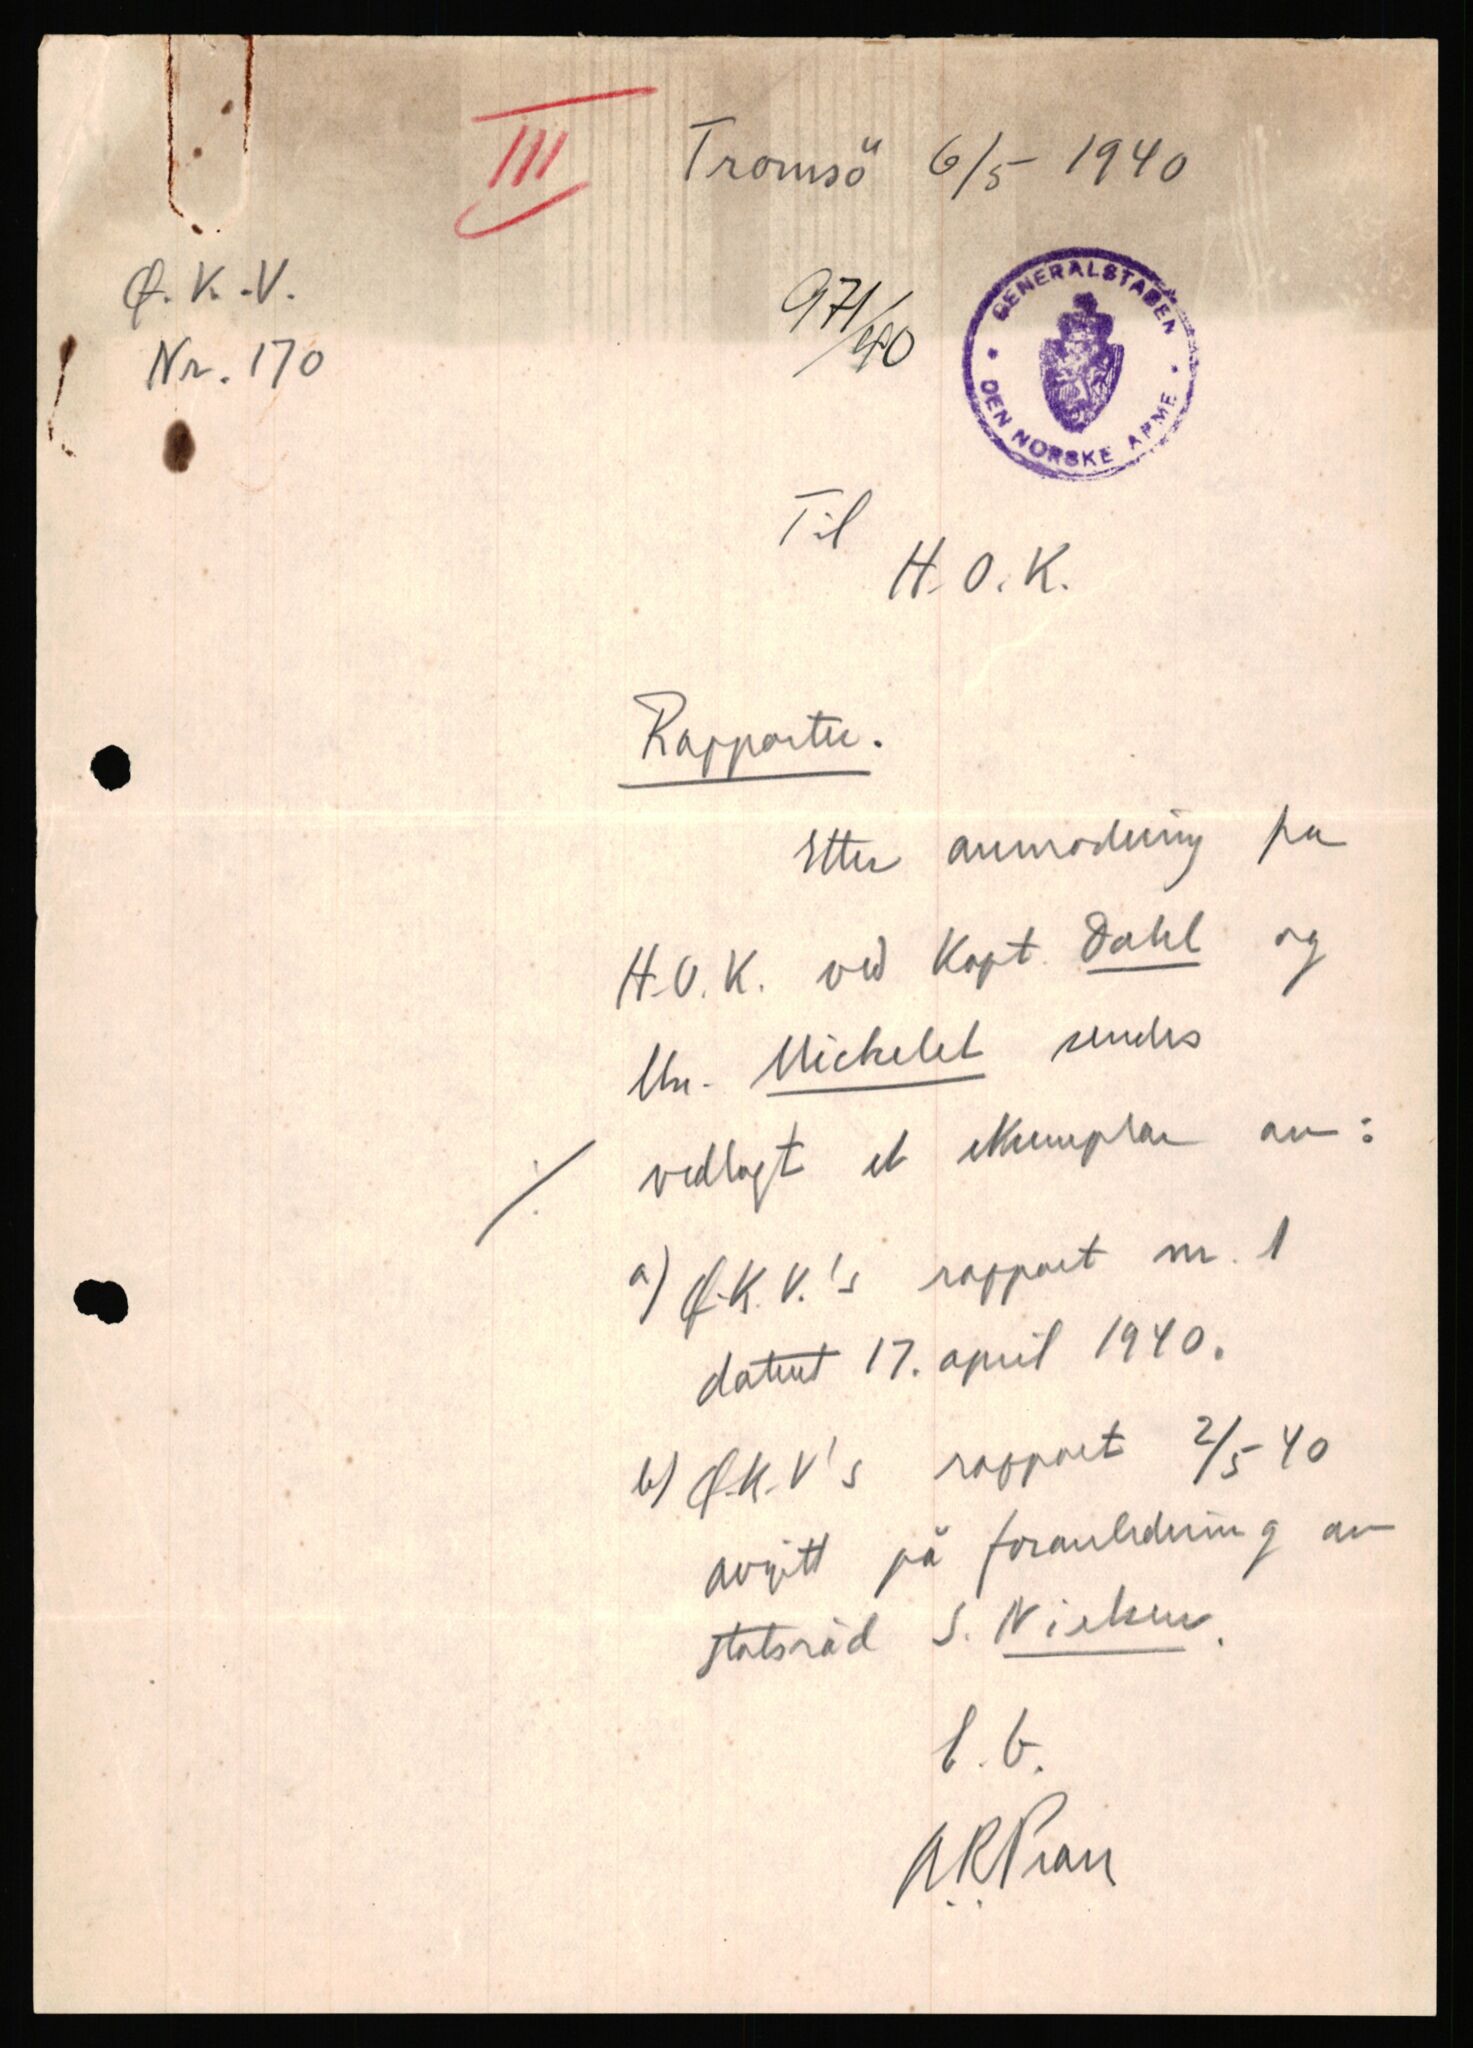 III
Tromsö 6/5 1940
Ø.K.V.
Nr. 170
971/40
GENERALSTABEN
DEN NORSKE ARME
Til
H.O.K.
Rapporter.
Etter anmodning fra
H.O.K. ved Kapt. Dahl og
Michelet sendes
vedlagt et eksemplar av:
a) Ø.K.V.'s rapport nr. 1
datert 17. april 1940.
b) Ø.K.V's rapport 2/5 40
avgitt på foranledning av
statsråd S. Nielsen.
E.b.